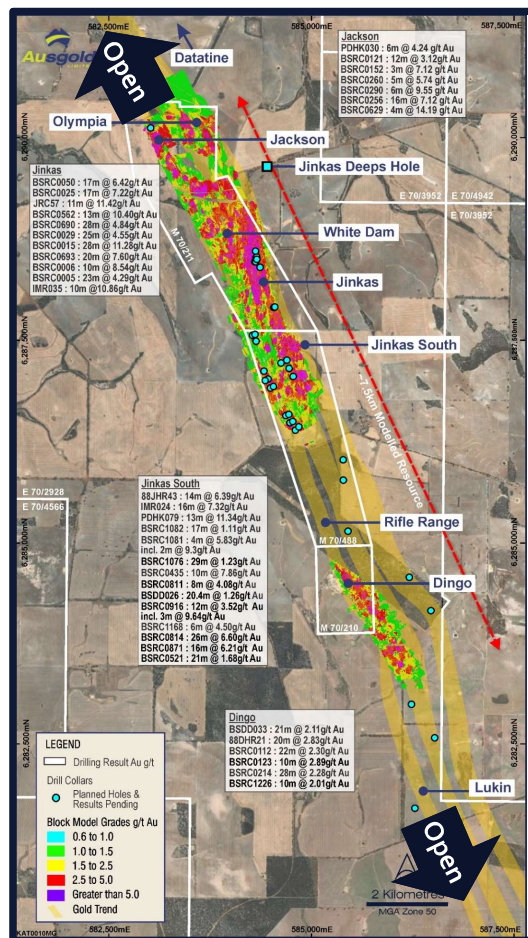 582,500mE
585,000mE
587,500mE
Ausgold
LIMITED
Open
Datatine
Olympia
Jackson
Jackson
PDHK030 : 6m @ 4.24 g/t Au
BSRC0121 : 12m @ 3.12g/t Au
BSRC0152 : 3m @ 7.12 g/t Au
BSRC0260 : 5m @ 5.74 g/t Au
BSRC0290 : 6m @ 9.55 g/t Au
BSRC0256 : 16m @ 7.12 g/t Au
BSRC0629 : 4m @ 14.19 g/t Au
6,290,000mN
6,290,000mN
Jinkas Deeps Hole
E 70/3952
E 70/4942
E 70/3952
Jinkas
BSRC0050 : 17m @ 6.42g/t Au
BSRC0025 : 17m @ 7.22g/t Au
JRC57 : 11m @ 11.42g/t Au
BSRC0562 : 13m @ 10.40g/t Au
BSRC0690 : 28m @ 4.84g/t Au
BSRC0029 : 25m @ 4.55g/t Au
BSRC0015 : 28m @ 11.28g/t Au
BSRC0693 : 20m @ 7.60g/t Au
BSRC0006 : 10m @ 8.54g/t Au
BSRC0005 : 23m @ 4.29g/t Au
IMR035 : 10m @10.86g/t Au
M 70/211
White Dam
Jinkas
6,287,500mN
6,287,500mN
Jinkas South
~7.5km Modelled Resource
E 70/2928
E 70/4566
Jinkas South
88JHR43 : 14m @ 6.39g/t Au
IMR024 : 16m @ 7.32g/t Au
PDHK079 : 13m @ 11.34g/t Au
BSRC1082 : 17m @ 1.11g/t Au
BSRC1081 : 4m @ 5.83g/t Au
incl. 2m @ 9.3g/t Au
BSRC1076 : 29m @ 1.23g/t Au
BSRC0435 : 10m @ 7.86g/t Au
BSRC0811 : 8m @ 4.08g/t Au
BSDD026 : 20.4m @ 1.26g/t Au
BSRC0916 : 12m @ 3.52g/t Au
incl. 3m @ 9.64g/t Au
BSRC1168 : 6m @ 4.50g/t Au
BSRC0814 : 26m @ 6.60g/t Au
BSRC0871 : 16m @ 6.21g/t Au
BSRC0521 : 21m @ 1.68g/t Au
Rifle Range
M 70/488
6,285,000mN
6,285,000mN
Dingo
M 70/210
Dingo
BSDD033 : 21m @ 2.11g/t Au
88DHR21 : 20m @ 2.83g/t Au
BSRC0112 : 22m @ 2.30g/t Au
BSRC0123 : 10m @ 2.89g/t Au
BSRC0214 : 28m @ 2.28g/t Au
BSRC1226 : 10m @ 2.01g/t Au
6,282,500mN
6,282,500mN
LEGEND
Drilling Result Au g/t
Drill Collars
Planned Holes &
Results Pending
Block Model Grades g/t Au
0.6 to 1.0
1.0 to 1.5
1.5 to 2.5
2.5 to 5.0
Greater than 5.0
Gold Trend
Lukin
Open
2 Kilometres
MGA Zone 50
KAT0010MG
582,500mE
585,000mE
587,500mE